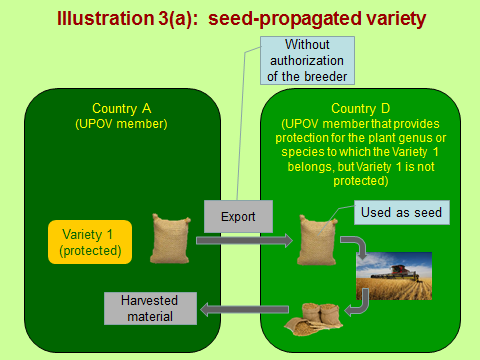 Illustration 3(a):  seed-propagated variety
Without
authorization
of the breeder
Country A
(UPOV member)
Country D
(UPOV member that provides
protection for the plant genus or
species to which the Variety 1
belongs, but Variety 1 is not
protected)
Export
Used as seed
Variety 1
(protected)
Harvested
material